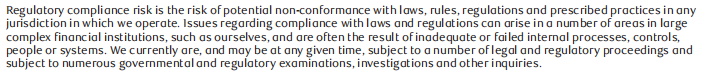 Regulatory compliance risk is the risk of potential non-conformance with laws, rules, regulations and prescribed practices in any
jurisdiction in which we operate. Issues regarding compliance with laws and regulations can arise in a number of areas in large
complex financial institutions, such as ourselves, and are often the result of inadequate or failed internal processes, controls,
people or systems. We currently are, and may be at any given time, subject to a number of legal and regulatory proceedings and
subject to numerous governmental and regulatory examinations, investigations and other inquiries.